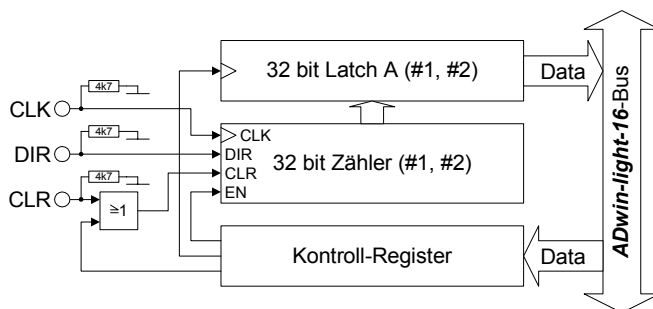 32 bit Latch A (#1, #2)
Data
4k7
CLK
4k7
DIR
4k7
CLR
≥1
CLK
DIR
CLR
EN
32 bit Zähler (#1, #2)
Kontroll-Register
Data
ADwin-light-16-Bus